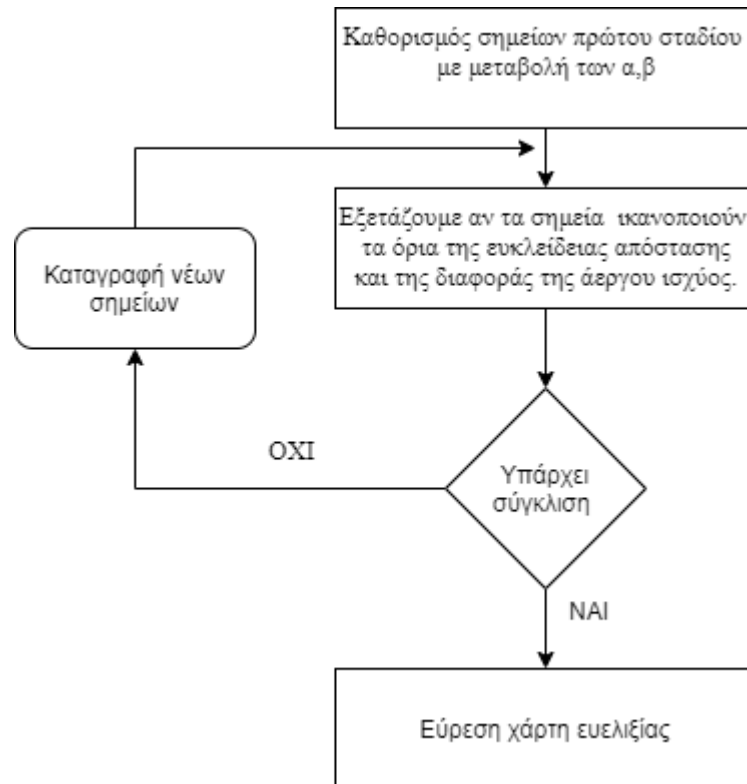 Καθορισμός σημείων πρώτου σταδίου
με μεταβολή των α,β
Εξετάζουμε αν τα σημεία ικανοποιούν
τα όρια της ευκλείδειας απόστασης
και της διαφοράς της άεργου ισχύος.
Καταγραφή νέων
σημείων
ΟΧΙ
Υπάρχει
σύγκλιση
ΝΑΙ
Εύρεση χάρτη ευελιξίας